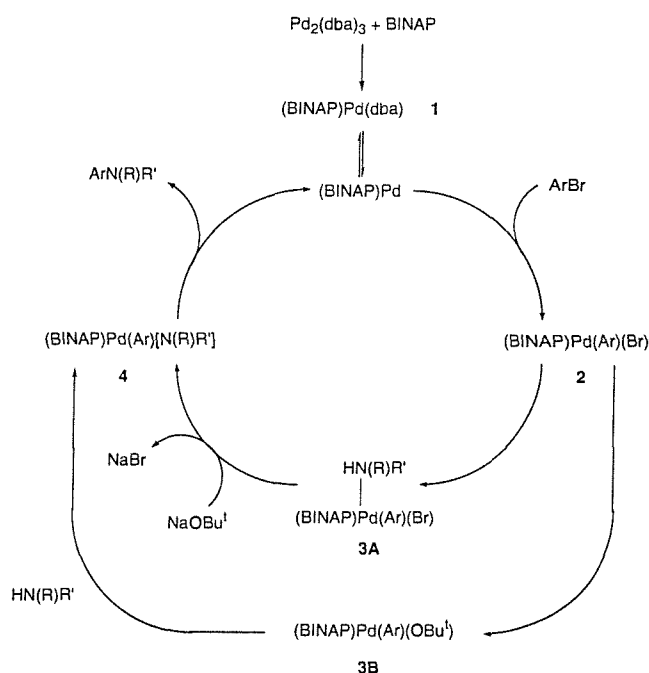 Pd₂(dba)₃ + BINAP
(BINAP)Pd(dba) 1
ArN(R)R'
(BINAP)Pd
ArBr
(BINAP)Pd(Ar)[N(R)R']
4
(BINAP)Pd(Ar)(Br)
2
NaBr
NaOBuᵗ
HN(R)R'
(BINAP)Pd(Ar)(Br)
3A
HN(R)R'
(BINAP)Pd(Ar)(OBuᵗ)
3B